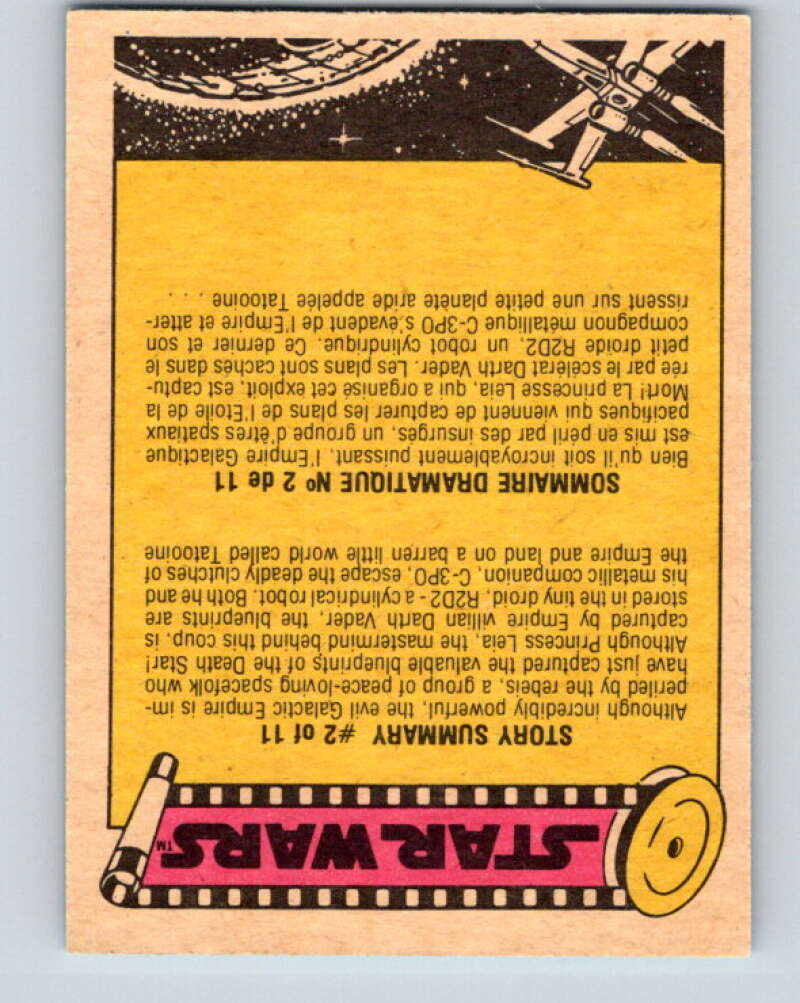 STAR WARS™
STORY SUMMARY #2 of 11
Although incredibly powerful, the evil Galactic Empire is im-
periled by the rebels, a group of peace-loving spacefolk who
have just captured the valuable blueprints of the Death Star!
Although Princess Leia, the mastermind behind this coup, is
captured by Empire villian Darth Vader, the blueprints are
stored in the tiny droid, R2D2 - a cylindrical robot. Both he and
his metallic companion, C-3PO, escape the deadly clutches of
the Empire and land on a barren little world called Tatooine
SOMMAIRE DRAMATIQUE Nº 2 de 11
Bien qu'il soit incroyablement puissant, l'Empire Galactique
est mis en péril par des insurgés, un groupe d'êtres spatiaux
pacifiques qui viennent de capturer les plans de l'Étoile de la
Mort! La princesse Leia, qui a organisé cet exploit, est captu-
rée par le scélérat Darth Vader. Les plans sont cachés dans le
petit droïde R2D2, un robot cylindrique. Ce dernier et son
compagnon métallique C-3PO s'évadent de l'Empire et atter-
rissent sur une petite planète aride appelée Tatooine . . .